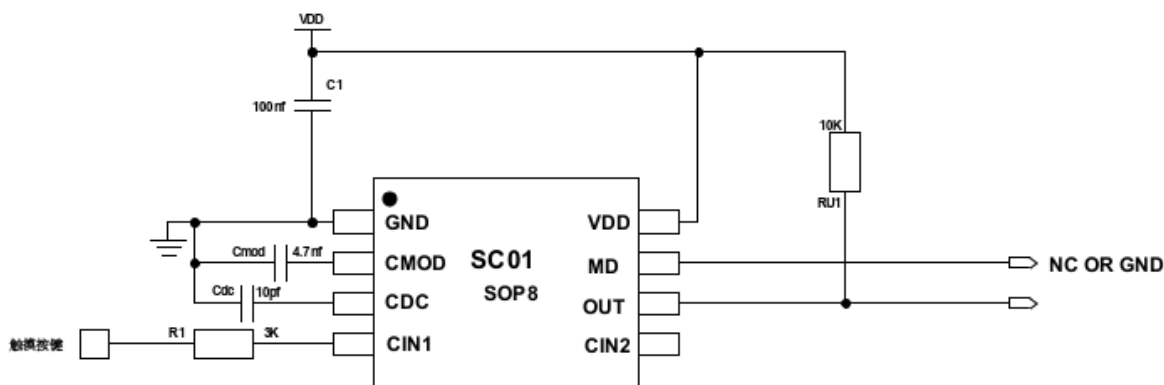 VDD
C1
100nf
10K
RU1
GND
VDD
Cmod
4.7nf
CMOD
SC01
MD
NC OR GND
SOP8
Cdc
10pf
CDC
OUT
触摸按键
R1
3K
CIN1
CIN2